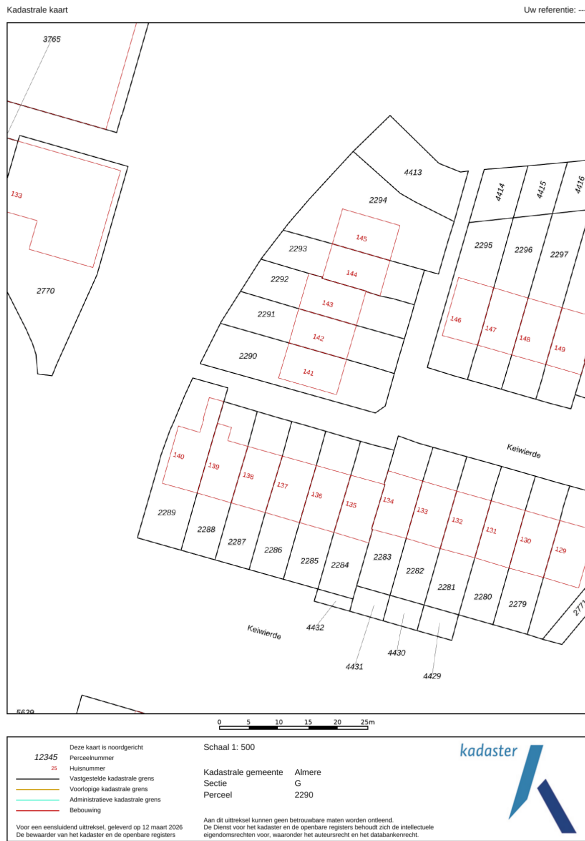 Kadastrale kaart
Uw referentie: --
3765
133
2770
4413
2294
4414
4415
4416
145
2293
144
2295
2296
2297
2292
143
2291
142
146
147
148
149
2290
141
Keiwierde
140
139
138
137
136
135
134
133
132
131
130
129
2289
2288
2287
2286
2285
2284
2283
2282
2281
2280
2279
2771
Keiwierde
4432
4431
4430
4429
5629
0 5 10 15 20 25m
Deze kaart is noordgericht
12345 Perceelnummer
25 Huisnummer
Vastgestelde kadastrale grens
Voorlopige kadastrale grens
Administratieve kadastrale grens
Bebouwing
Voor een eensluidend uittreksel, geleverd op 12 maart 2026
De bewaarder van het kadaster en de openbare registers
Schaal 1: 500
Kadastrale gemeente Almere
Sectie G
Perceel 2290
Aan dit uittreksel kunnen geen betrouwbare maten worden ontleend.
De Dienst voor het kadaster en de openbare registers behoudt zich de intellectuele
eigendomsrechten voor, waaronder het auteursrecht en het databankenrecht.
kadaster